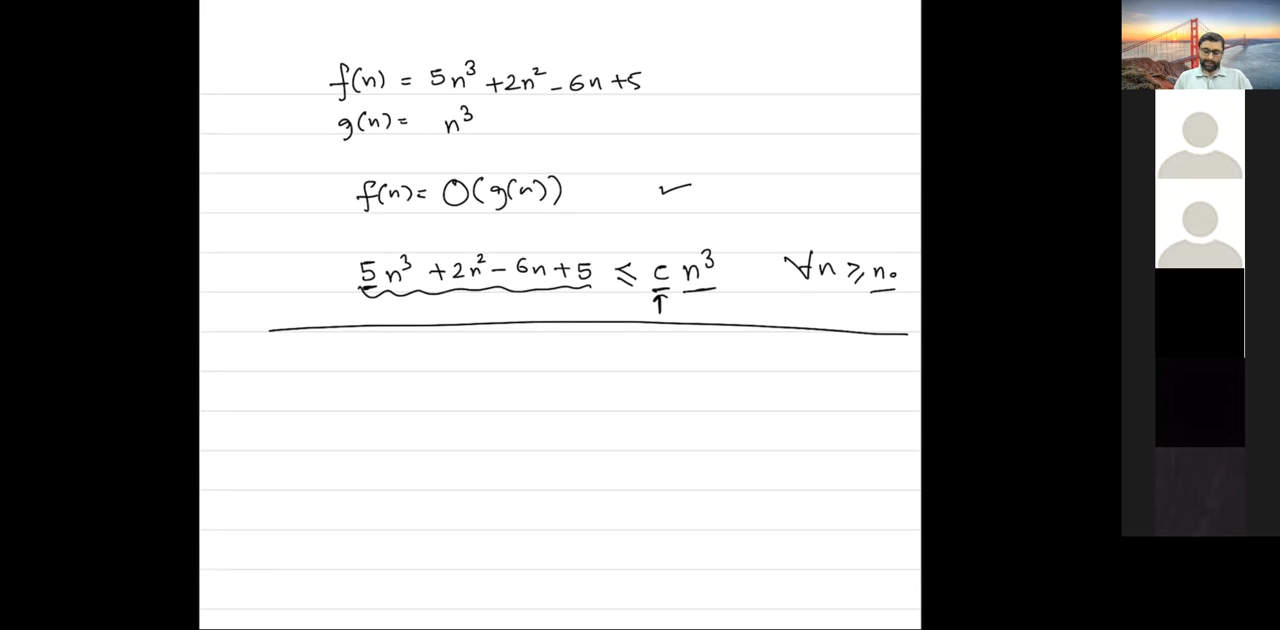 f(n) = 5n³ + 2n² - 6n + 5
g(n) = n³
f(n) = O(g(n)) ✓
5n³ + 2n² - 6n + 5 ≤ c n³ ∀n ≥ n₀